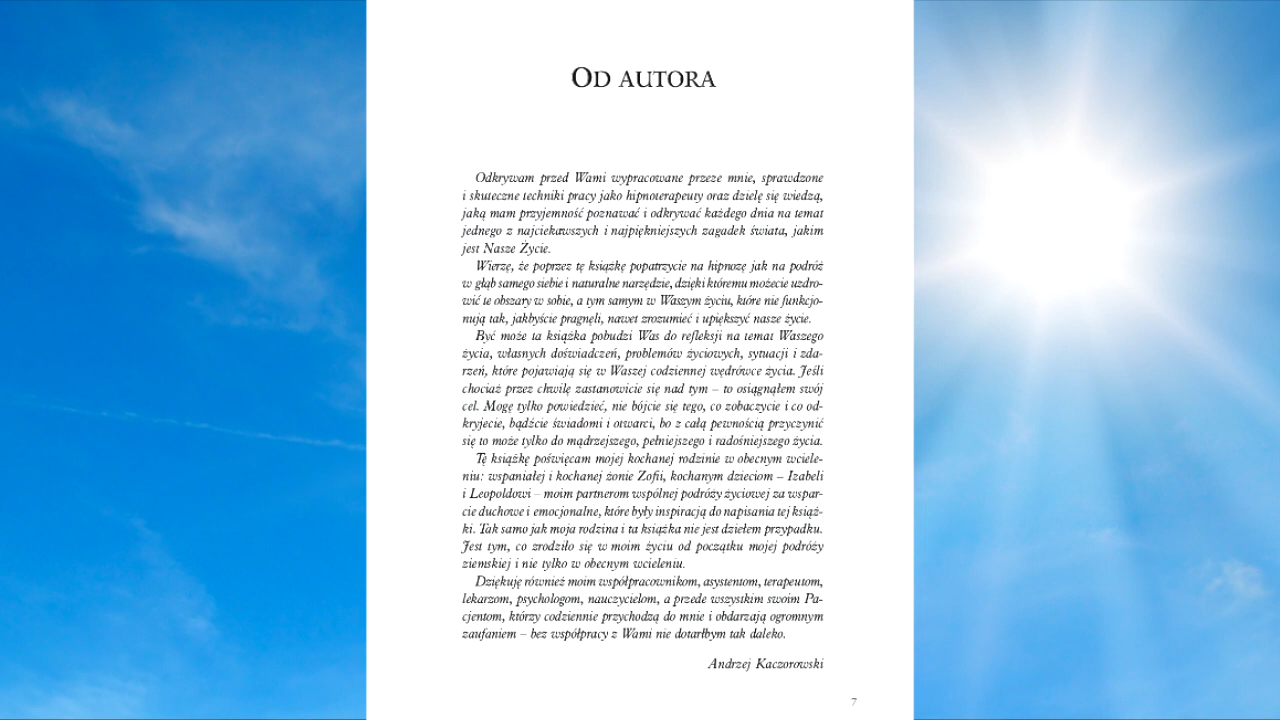 Od autora
Odkrywam przed Wami wypracowane przeze mnie, sprawdzone
i skuteczne techniki pracy jako hipnoterapeuty oraz dzielę się wiedzą,
jaką mam przyjemność poznawać i odkrywać każdego dnia na temat
jednego z najciekawszych i najpiękniejszych zagadek świata, jakim
jest Nasze Życie.
Wierzę, że poprzez tę książkę popatrzycie na hipnozę jak na podróż
w głąb samego siebie i naturalne narzędzie, dzięki któremu możecie uzdro-
wić te obszary w sobie, a tym samym w Waszym życiu, które nie funkcjo-
nują tak, jakbyście pragnęli, nawet zrozumieć i upiększyć nasze życie.
Być może ta książka pobudzi Was do refleksji na temat Waszego
życia, własnych doświadczeń, problemów życiowych, sytuacji i zda-
rzeń, które pojawiają się w Waszej codziennej wędrówce życia. Jeśli
chociaż przez chwilę zastanowicie się nad tym – to osiągnąłem swój
cel. Mogę tylko powiedzieć, nie bójcie się tego, co zobaczycie i co od-
kryjecie, bądźcie świadomi i otwarci, bo z całą pewnością przyczynić
się to może tylko do mądrzejszego, pełniejszego i radośniejszego życia.
Tę książkę poświęcam mojej kochanej rodzinie w obecnym wciele-
niu: wspaniałej i kochanej żonie Zofii, kochanym dzieciom – Izabeli
i Leopoldowi – moim partnerom wspólnej podróży życiowej za wspar-
cie duchowe i emocjonalne, które były inspiracją do napisania tej książ-
ki. Tak samo jak moja rodzina i ta książka nie jest dziełem przypadku.
Jest tym, co zrodziło się w moim życiu od początku mojej podróży
ziemskiej i nie tylko w obecnym wcieleniu.
Dziękuję również moim współpracownikom, asystentom, terapeutom,
lekarzom, psychologom, nauczycielom, a przede wszystkim swoim Pa-
cjentom, którzy codziennie przychodzą do mnie i obdarzają ogromnym
zaufaniem – bez współpracy z Wami nie dotarłbym tak daleko.
Andrzej Kaczorowski
7